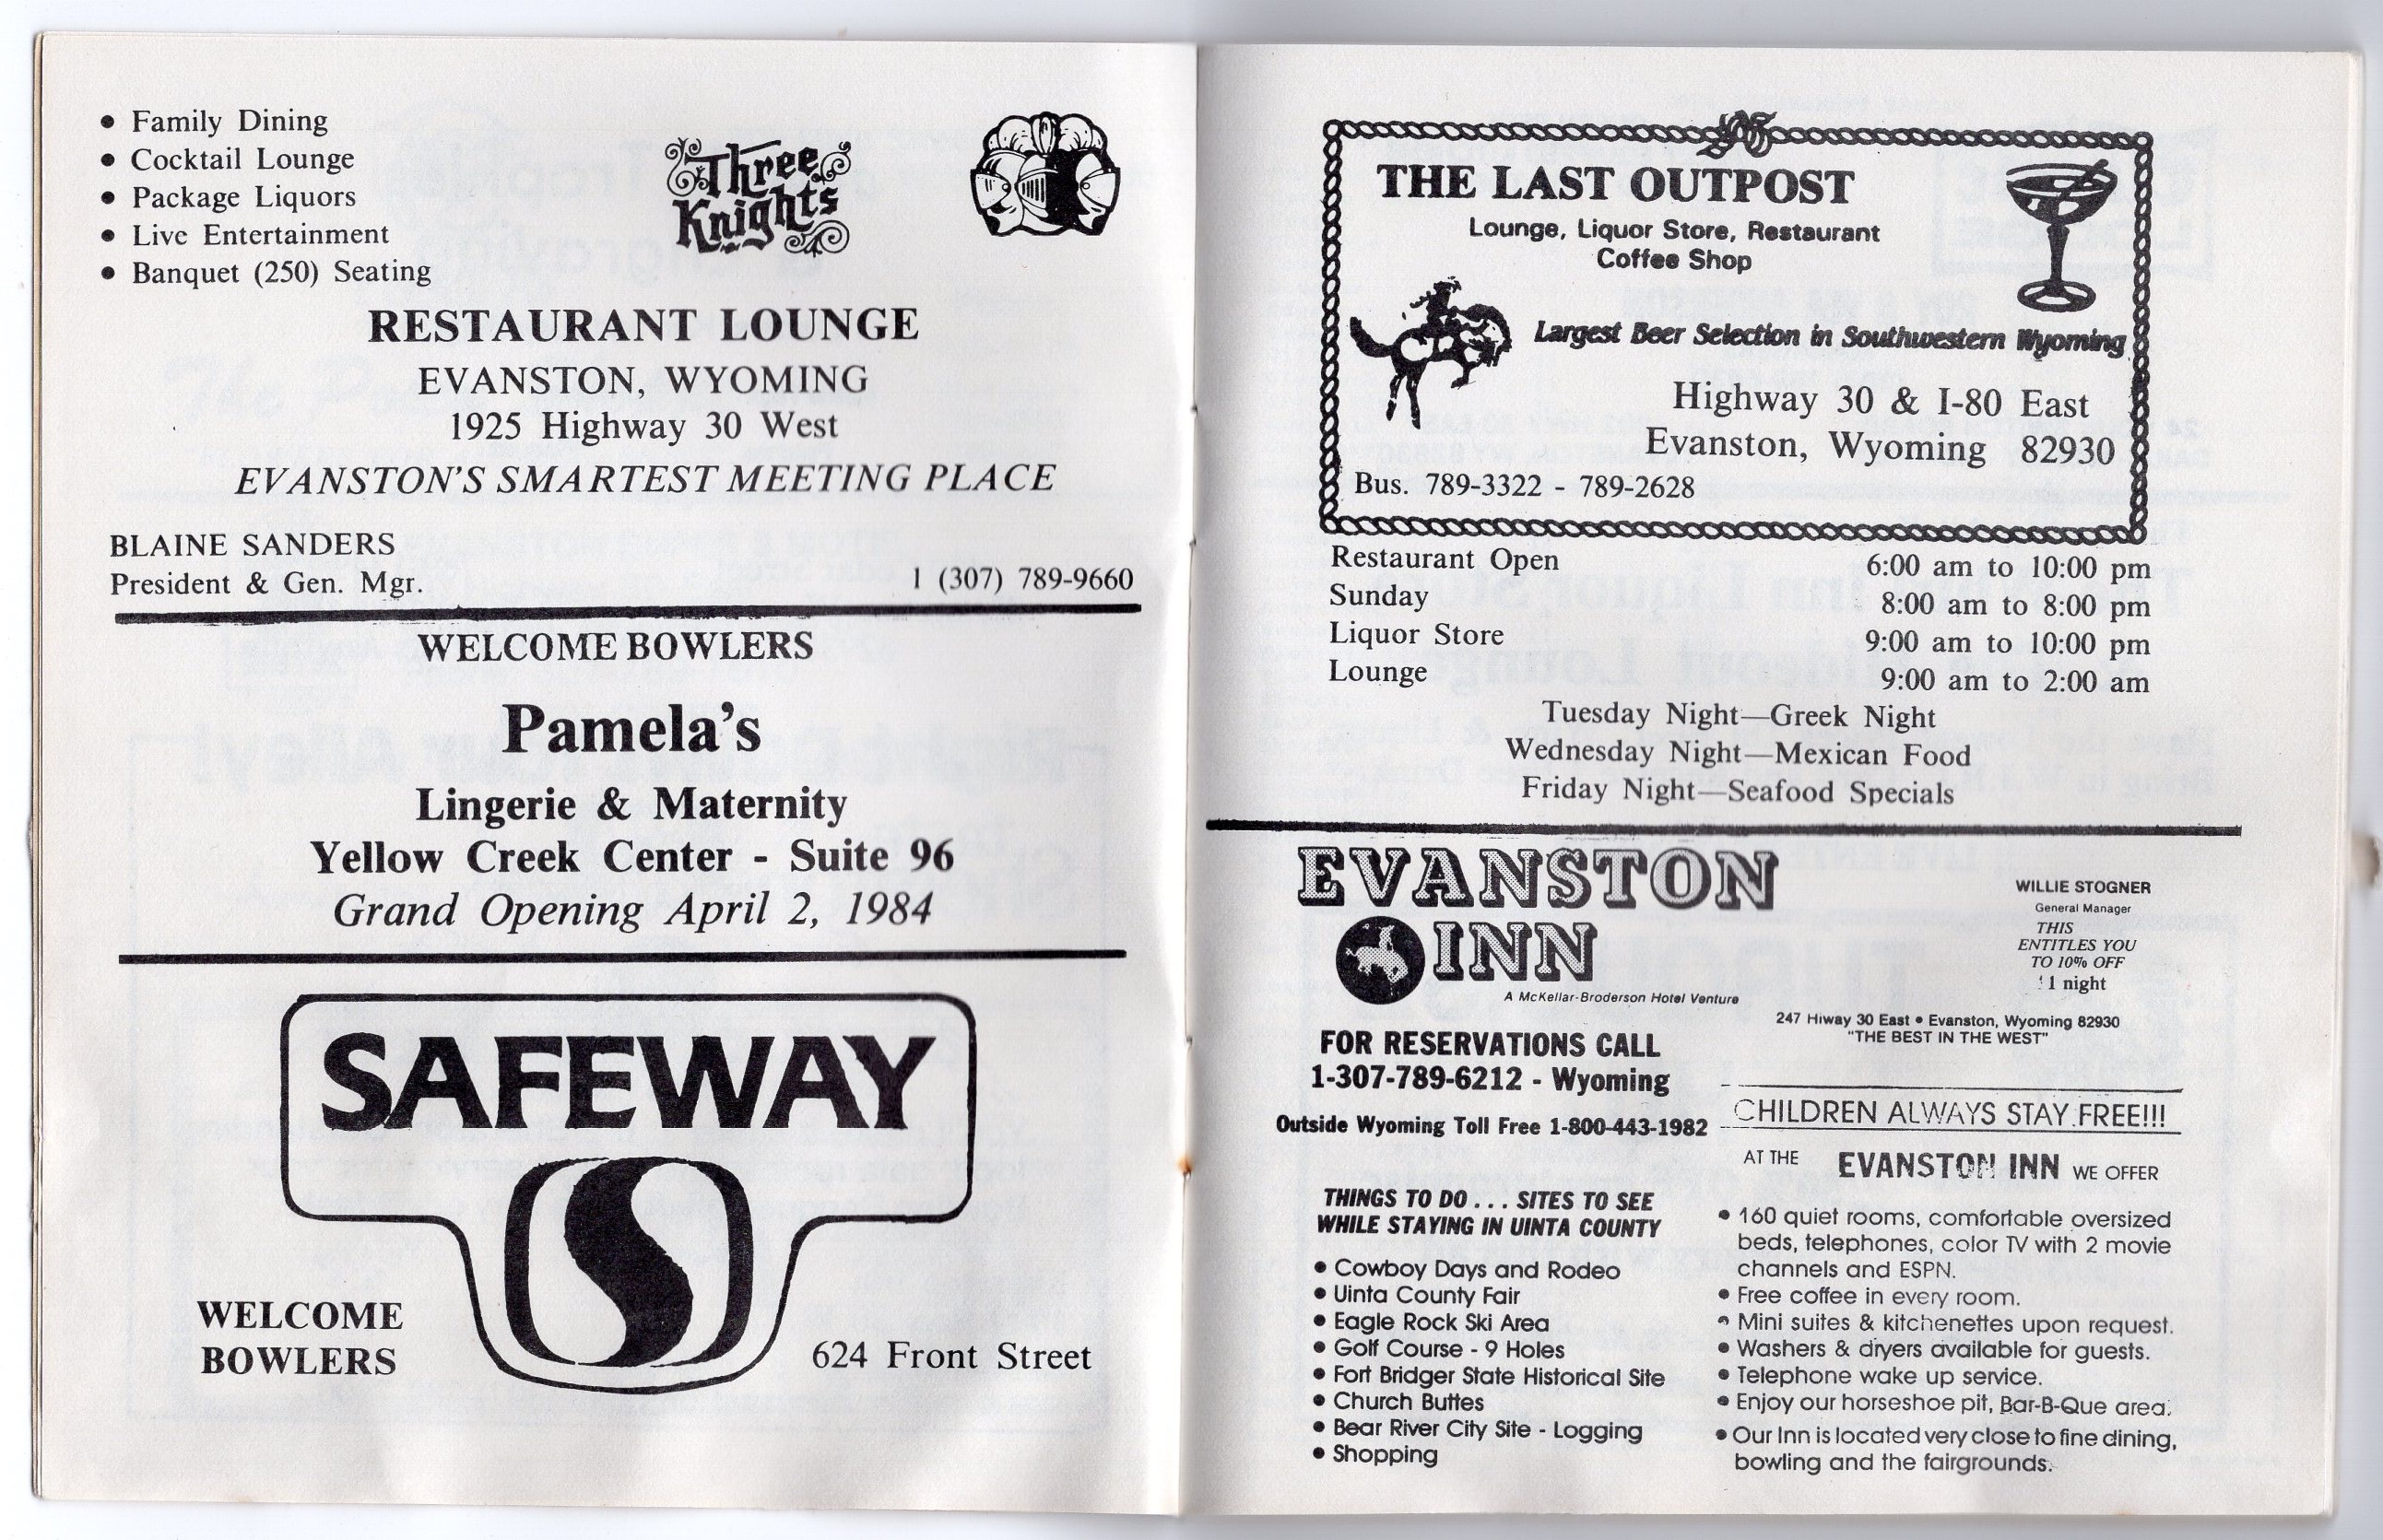 • Family Dining
• Cocktail Lounge
• Package Liquors
• Live Entertainment
• Banquet (250) Seating
Three
Knights
RESTAURANT LOUNGE
EVANSTON, WYOMING
1925 Highway 30 West
EVANSTON'S SMARTEST MEETING PLACE
BLAINE SANDERS
President & Gen. Mgr.
1 (307) 789-9660
WELCOME BOWLERS
Pamela's
Lingerie & Maternity
Yellow Creek Center - Suite 96
Grand Opening April 2, 1984
SAFEWAY
WELCOME
BOWLERS
624 Front Street
THE LAST OUTPOST
Lounge, Liquor Store, Restaurant
Coffee Shop
Largest Beer Selection in Southwestern Wyoming
Highway 30 & I-80 East
Evanston, Wyoming 82930
Bus. 789-3322 - 789-2628
Restaurant Open 6:00 am to 10:00 pm
Sunday 8:00 am to 8:00 pm
Liquor Store 9:00 am to 10:00 pm
Lounge 9:00 am to 2:00 am
Tuesday Night—Greek Night
Wednesday Night—Mexican Food
Friday Night—Seafood Specials
EVANSTON
INN
A McKellar-Broderson Hotel Venture
WILLIE STOGNER
General Manager
THIS
ENTITLES YOU
TO 10% OFF
1 night
247 Hiway 30 East • Evanston, Wyoming 82930
"THE BEST IN THE WEST"
FOR RESERVATIONS CALL
1-307-789-6212 - Wyoming
Outside Wyoming Toll Free 1-800-443-1982
THINGS TO DO . . . SITES TO SEE
WHILE STAYING IN UINTA COUNTY
• Cowboy Days and Rodeo
• Uinta County Fair
• Eagle Rock Ski Area
• Golf Course - 9 Holes
• Fort Bridger State Historical Site
• Church Buttes
• Bear River City Site - Logging
• Shopping
CHILDREN ALWAYS STAY FREE!!!
AT THE EVANSTON INN WE OFFER
• 160 quiet rooms, comfortable oversized
beds, telephones, color TV with 2 movie
channels and ESPN.
• Free coffee in every room.
• Mini suites & kitchenettes upon request.
• Washers & dryers available for guests.
• Telephone wake up service.
• Enjoy our horseshoe pit, Bar-B-Que area.
• Our Inn is located very close to fine dining,
bowling and the fairgrounds.